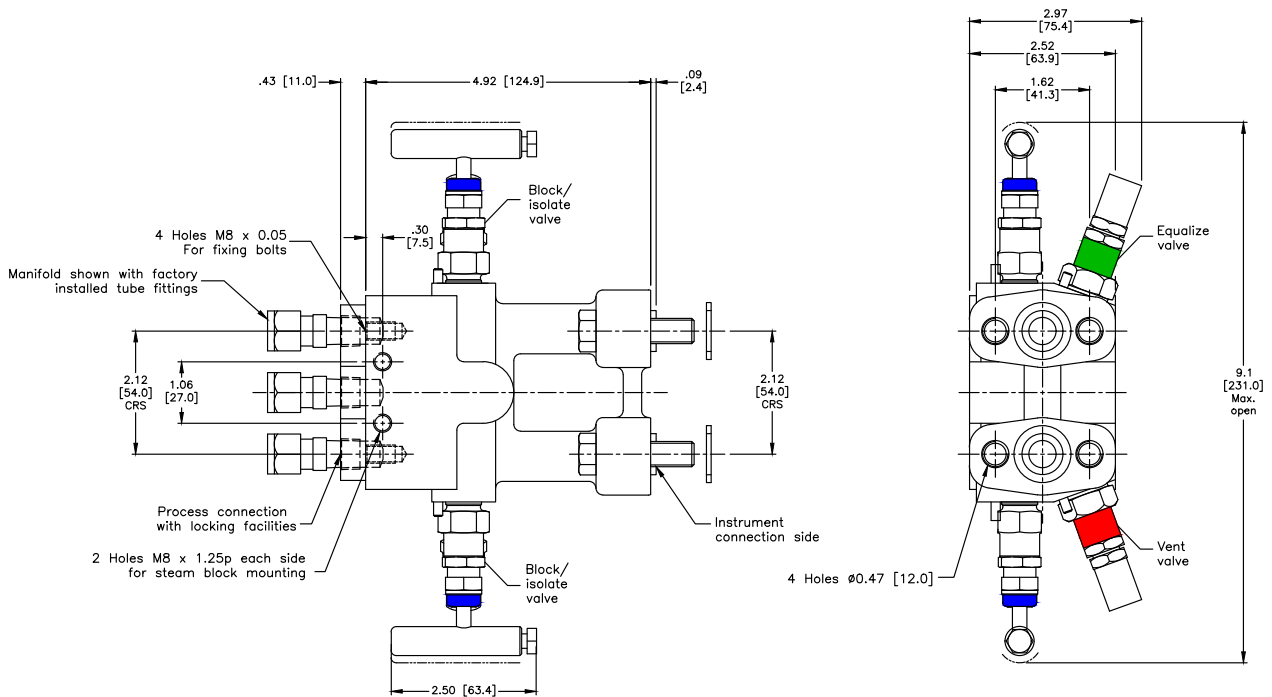 2.97
[75.4]
2.52
[63.9]
1.62
[41.3]
.43 [11.0]
4.92 [124.9]
.09
[2.4]
Block/
isolate
valve
.30
[7.5]
4 Holes M8 x 0.05
For fixing bolts
Manifold shown with factory
installed tube fittings
2.12
[54.0]
CRS
1.06
[27.0]
2.12
[54.0]
CRS
Process connection
with locking facilities
2 Holes M8 x 1.25p each side
for steam block mounting
Block/
isolate
valve
Instrument
connection side
2.50 [63.4]
Equalize
valve
9.1
[231.0]
Max.
open
4 Holes ø0.47 [12.0]
Vent
valve